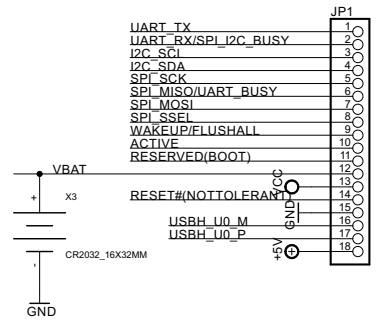 JP1
UART_TX 1
UART_RX/SPI_I2C_BUSY 2
I2C_SCL 3
I2C_SDA 4
SPI_SCK 5
SPI_MISO/UART_BUSY 6
SPI_MOSI 7
SPI_SSEL 8
WAKEUP/FLUSHALL 9
ACTIVE 10
RESERVED(BOOT) 11
VBAT 12
VCC 13
RESET#(NOTTOLERANT) 14
GND 15
USBH_U0_M 16
USBH_U0_P 17
+5V 18
+ X3
CR2032_16X32MM
-
GND